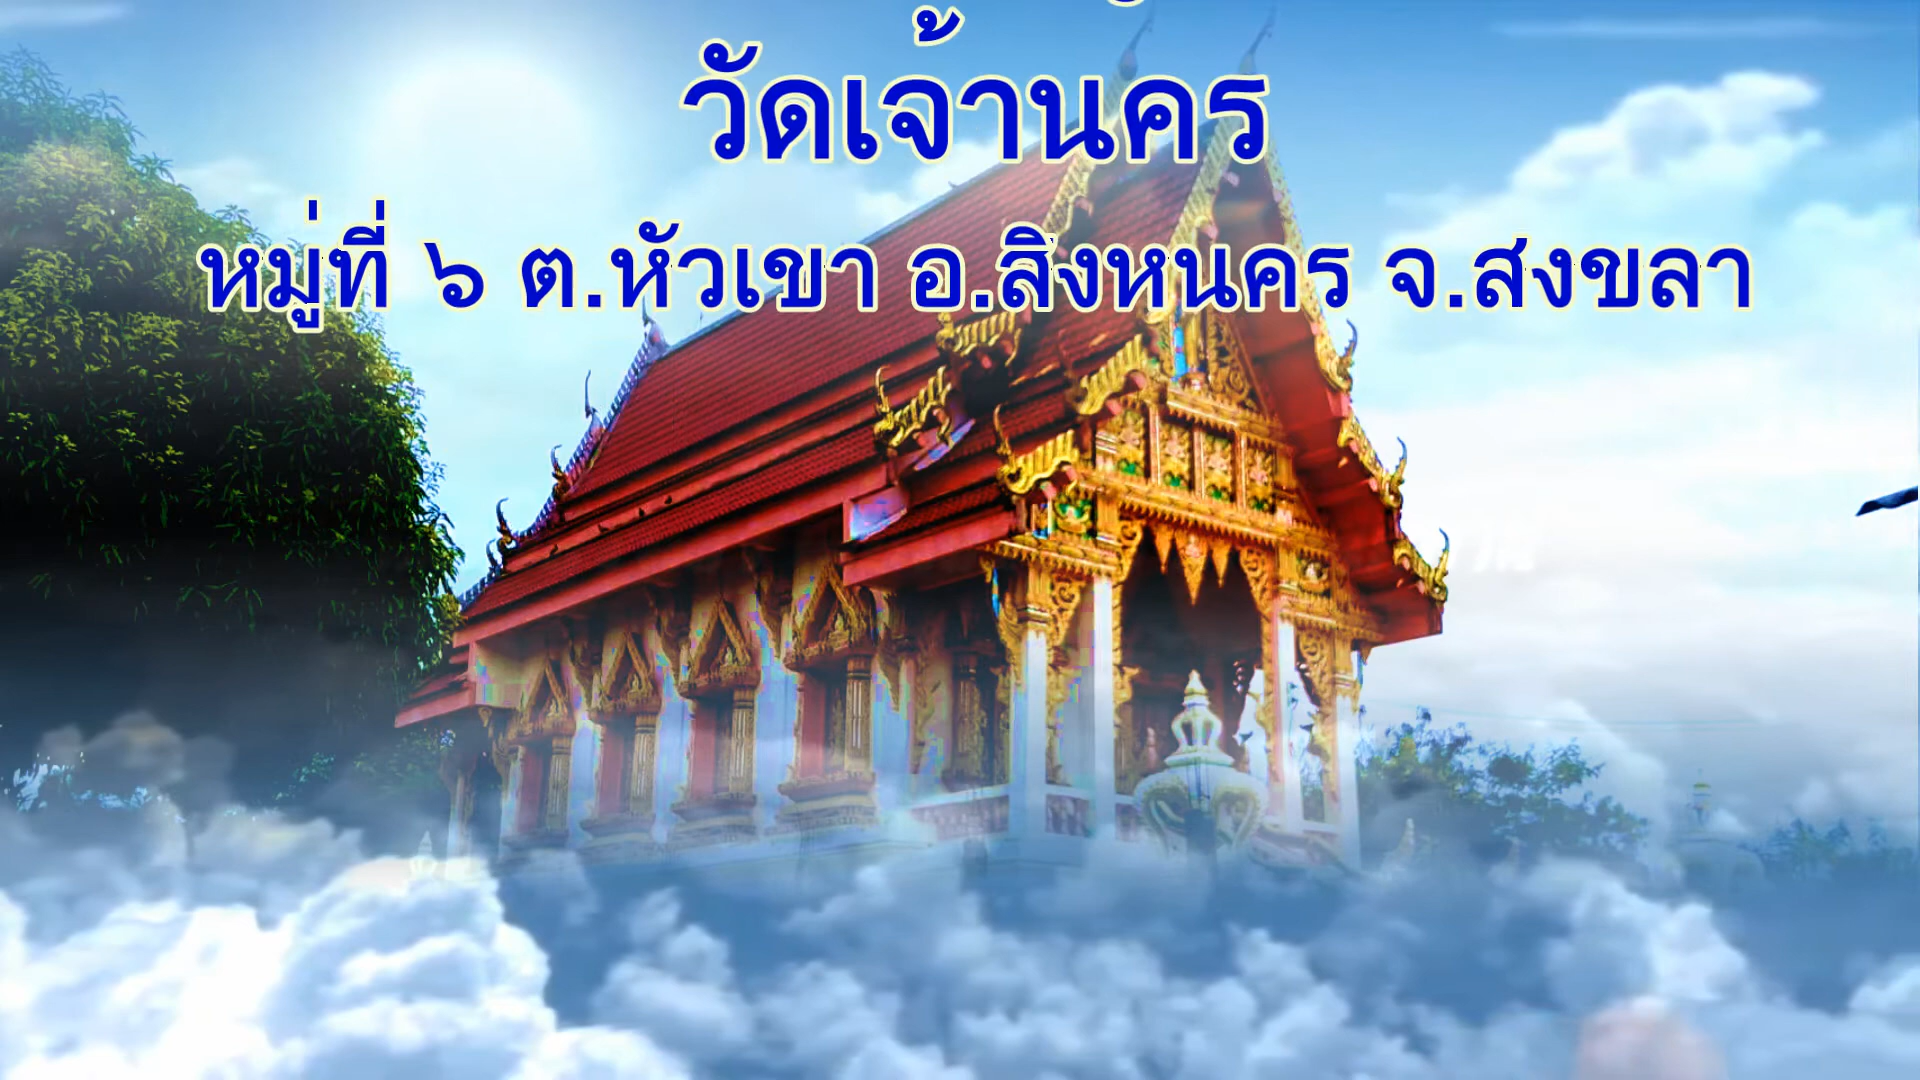 วัดเจ้านคร
หมู่ที่ ๖ ต.หัวเขา อ.สิงหนคร จ.สงขลา